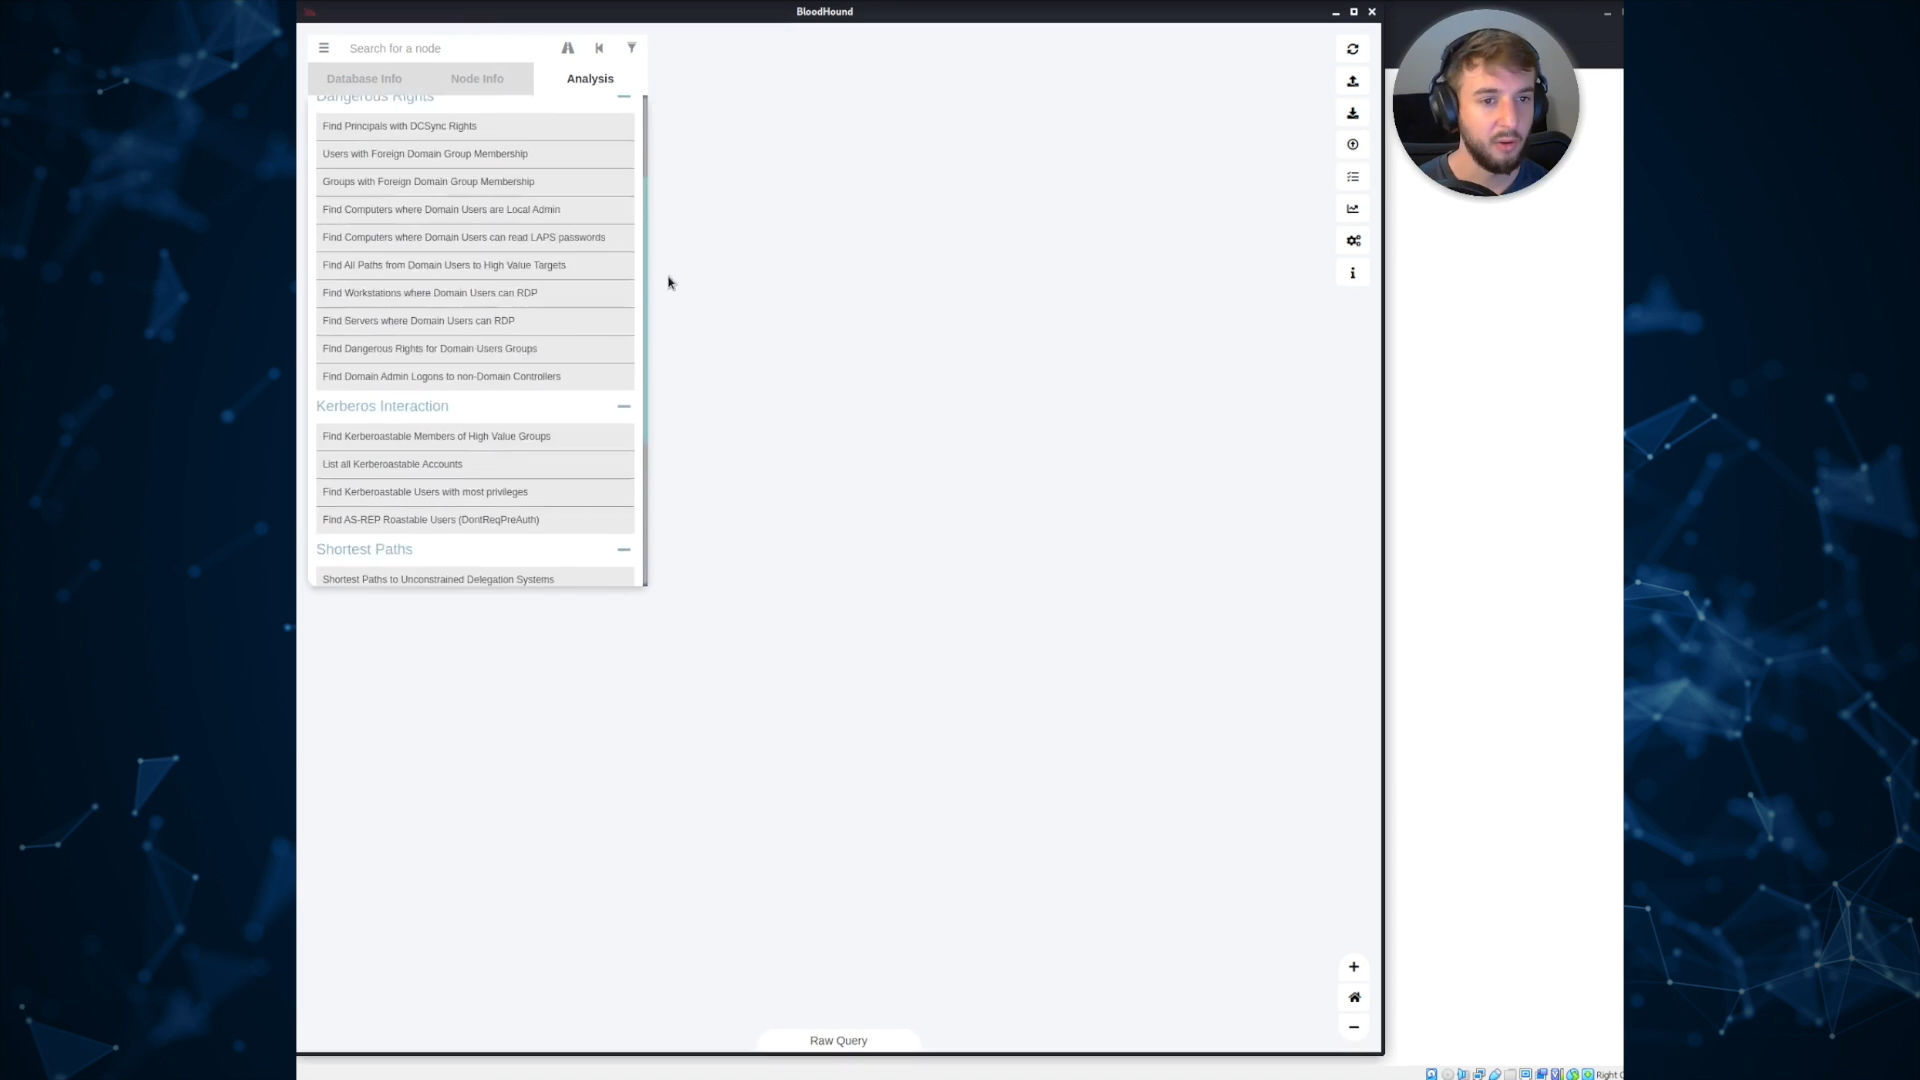 BloodHound
Search for a node
Database Info
Node Info
Analysis
Dangerous Rights
Find Principals with DCSync Rights
Users with Foreign Domain Group Membership
Groups with Foreign Domain Group Membership
Find Computers where Domain Users are Local Admin
Find Computers where Domain Users can read LAPS passwords
Find All Paths from Domain Users to High Value Targets
Find Workstations where Domain Users can RDP
Find Servers where Domain Users can RDP
Find Dangerous Rights for Domain Users Groups
Find Domain Admin Logons to non-Domain Controllers
Kerberos Interaction
Find Kerberoastable Members of High Value Groups
List all Kerberoastable Accounts
Find Kerberoastable Users with most privileges
Find AS-REP Roastable Users (DontReqPreAuth)
Shortest Paths
Shortest Paths to Unconstrained Delegation Systems
Raw Query
Right